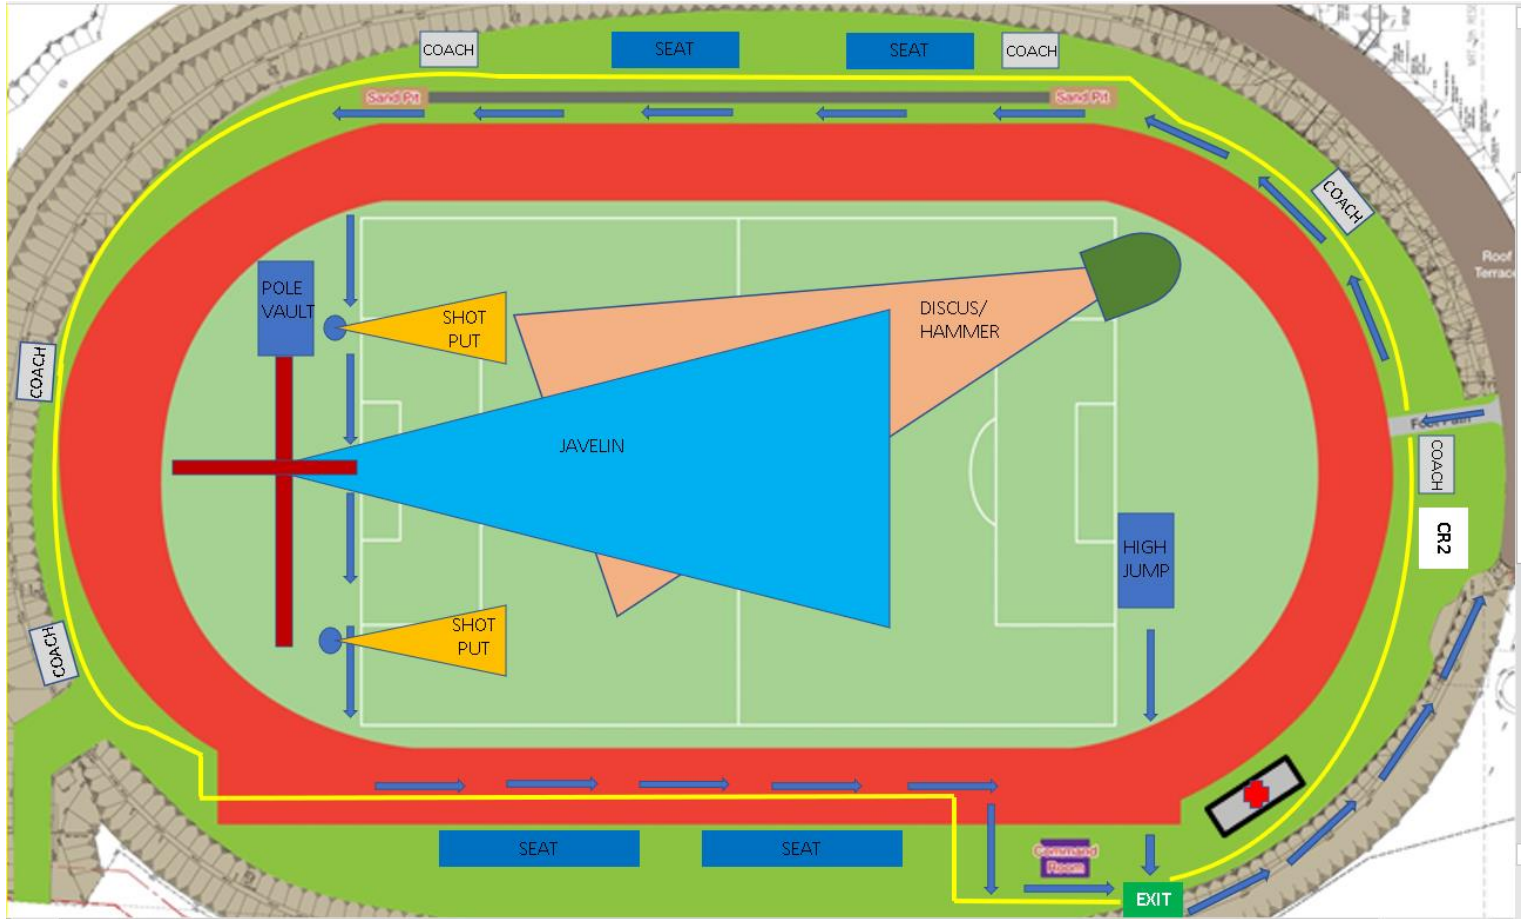 COACH
SEAT
SEAT
COACH
Sand Pit
Sand Pit
COACH
Roof
Terrace
POLE
VAULT
SHOT
PUT
DISCUS/
HAMMER
COACH
JAVELIN
COACH
CR2
HIGH
JUMP
SHOT
PUT
COACH
SEAT
SEAT
Command
Room
EXIT